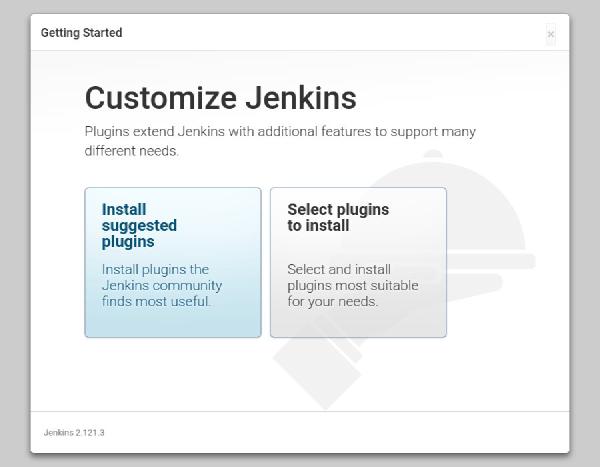 Getting Started
×
Customize Jenkins
Plugins extend Jenkins with additional features to support many
different needs.
Install
suggested
plugins
Install plugins the
Jenkins community
finds most useful.
Select plugins
to install
Select and install
plugins most suitable
for your needs.
Jenkins 2.121.3